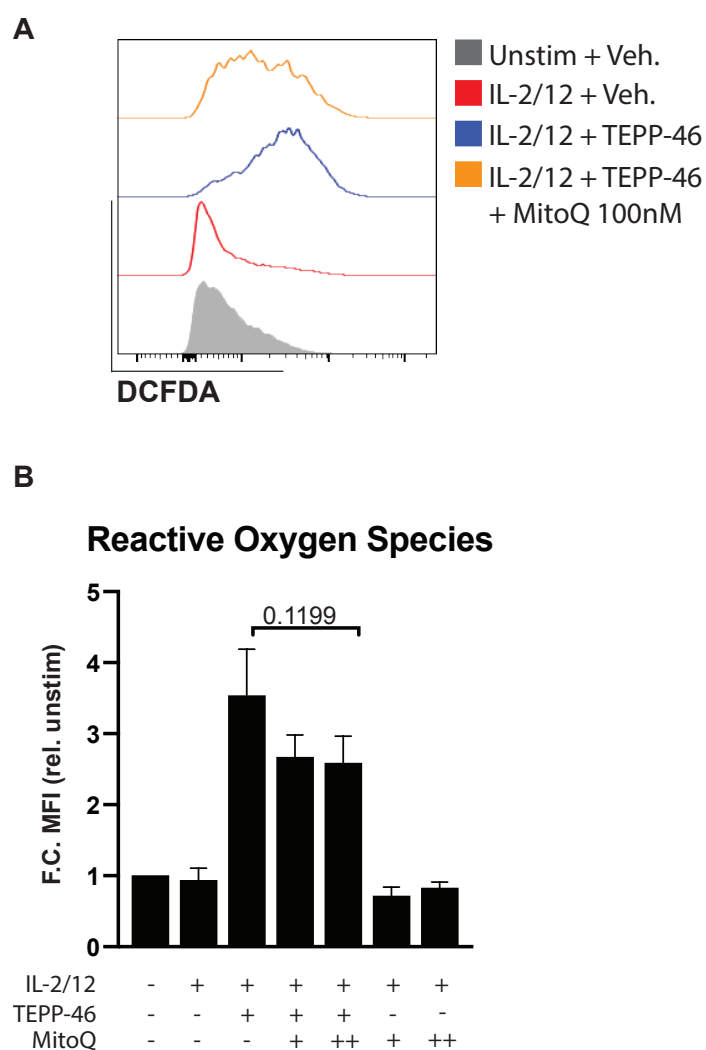 A
Unstim + Veh.
IL-2/12 + Veh.
IL-2/12 + TEPP-46
IL-2/12 + TEPP-46
+ MitoQ 100nM
DCFDA
B
Reactive Oxygen Species
F.C. MFI (rel. unstim)
5
4
3
2
1
0
0.1199
IL-2/12 - + + + + + +
TEPP-46 - - + + + - -
MitoQ - - - + ++ + ++